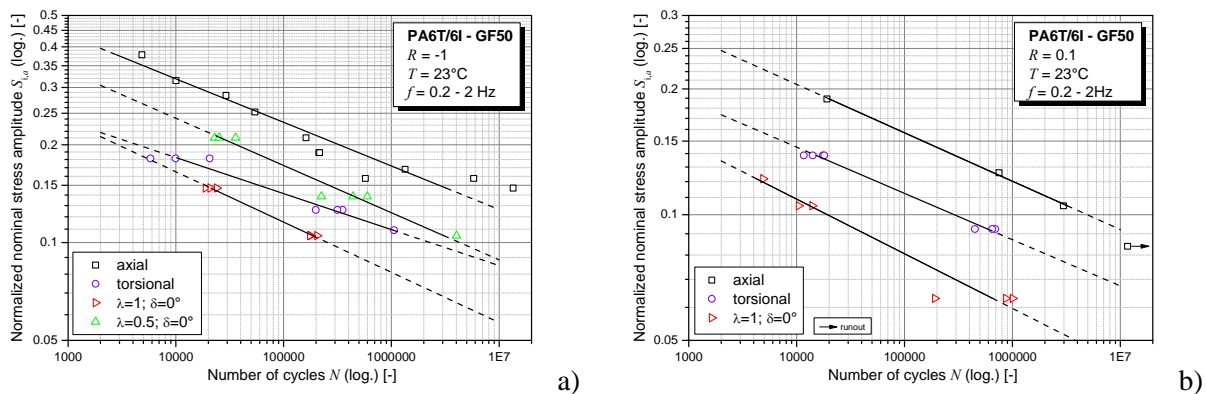 0.5
0.4
0.35
0.3
0.25
0.2
0.15
0.1
0.05
Normalized nominal stress amplitude S i,a (log.) [-]
PA6T/6I - GF50
R = -1
T = 23°C
f = 0.2 - 2 Hz
axial
torsional
λ=1; δ=0°
λ=0.5; δ=0°
1000 10000 100000 1000000 1E7
Number of cycles N (log.) [-]
a)
0.3
0.25
0.2
0.15
0.1
0.05
Normalized nominal stress amplitude S i,a (log.) [-]
PA6T/6I - GF50
R = 0.1
T = 23°C
f = 0.2 - 2Hz
axial
torsional
λ=1; δ=0°
runout
1000 10000 100000 1000000 1E7
Number of cycles N (log.) [-]
b)